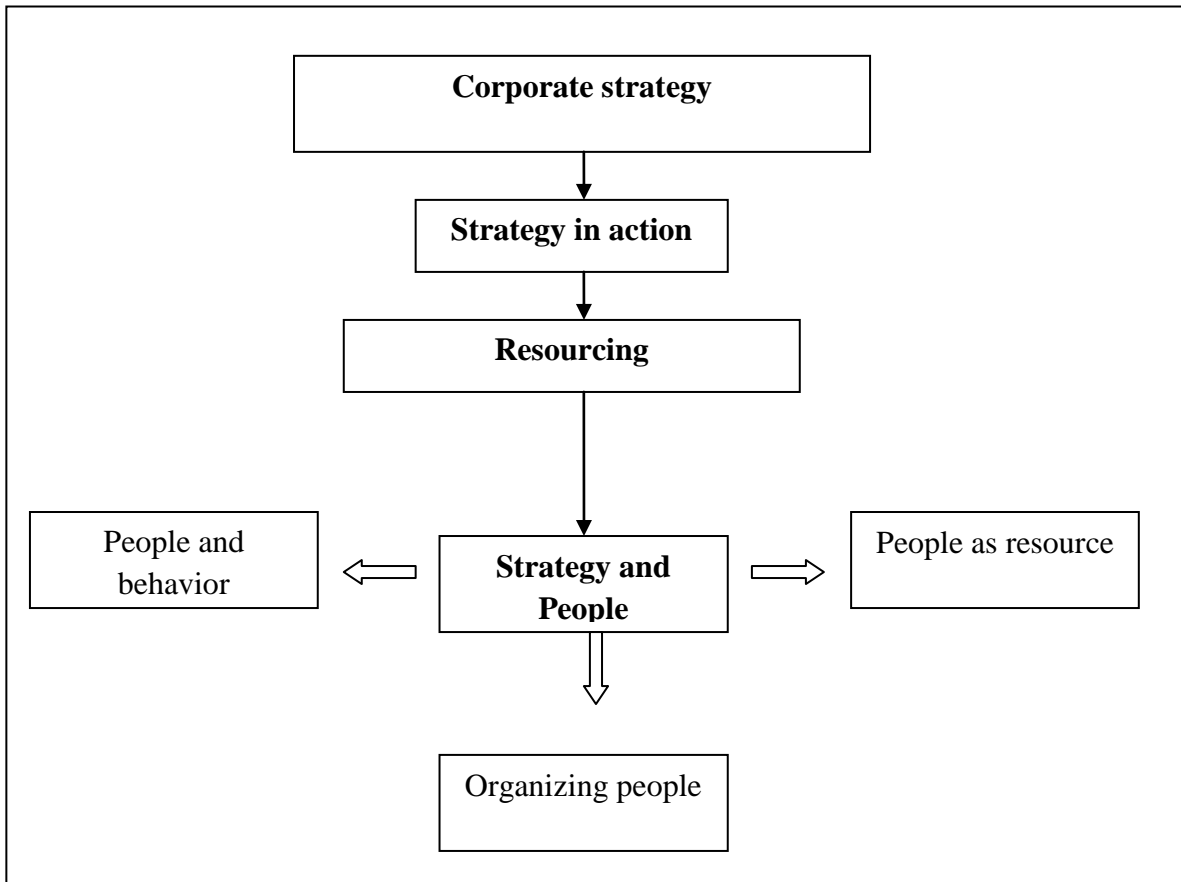 Corporate strategy
Strategy in action
Resourcing
People and
behavior
Strategy and
People
People as resource
Organizing people